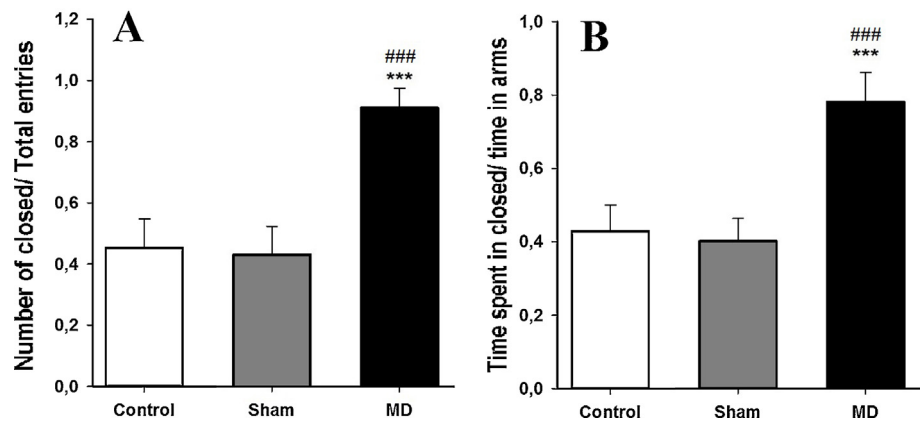 A
Number of closed/ Total entries
1,2
1,0
0,8
0,6
0,4
0,2
0,0
###
***
Control Sham MD
B
Time spent in closed/ time in arms
1,0
0,8
0,6
0,4
0,2
0,0
###
***
Control Sham MD